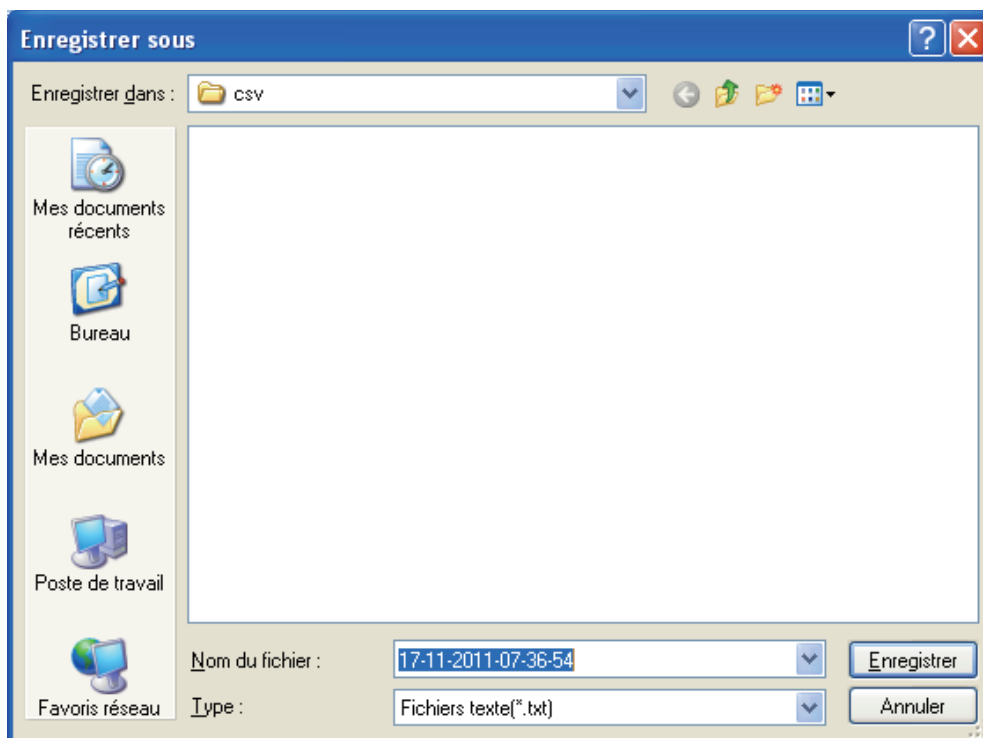 Enregistrer sous
Enregistrer dans :
csv
Mes documents
récents
Bureau
Mes documents
Poste de travail
Favoris réseau
Nom du fichier :
17-11-2011-07-36-54
Enregistrer
Type :
Fichiers texte(*.txt)
Annuler